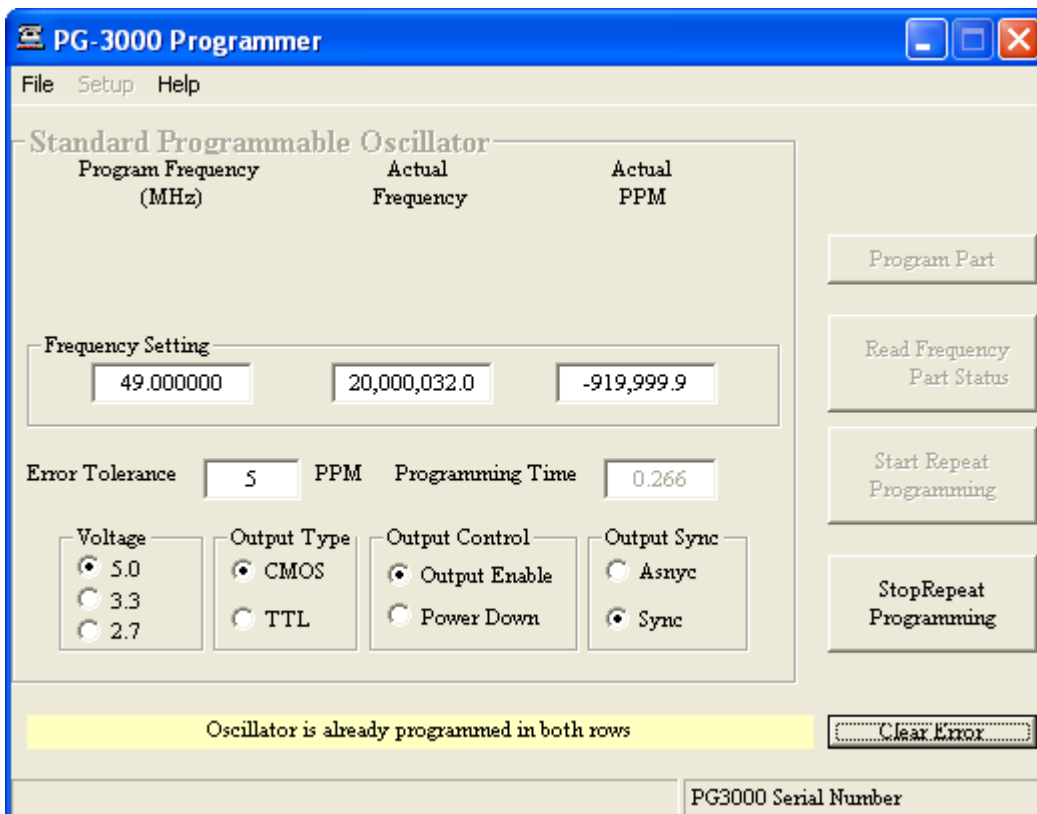 PG-3000 Programmer
File Setup Help
Standard Programmable Oscillator
Program Frequency (MHz)
Actual Frequency
Actual PPM
Program Part
Frequency Setting
49.000000 20,000,032.0 -919,999.9
Read Frequency
Part Status
Error Tolerance 5 PPM Programming Time 0.266
Start Repeat
Programming
Voltage
5.0
3.3
2.7
Output Type
CMOS
TTL
Output Control
Output Enable
Power Down
Output Sync
Asnyc
Sync
StopRepeat
Programming
Oscillator is already programmed in both rows
Clear Error
PG3000 Serial Number